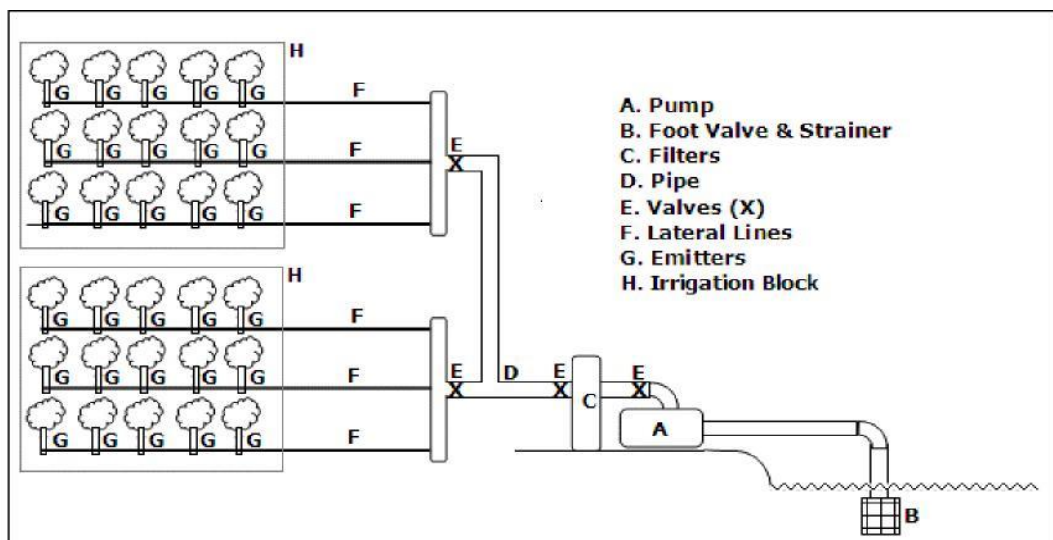 H
G G G G G F
G G G G G F
E
X
G G G G G F
H
G G G G G F
G G G G G F
E
X
D
E
X
C
E
X
A
G G G G G F
B
A. Pump
B. Foot Valve & Strainer
C. Filters
D. Pipe
E. Valves (X)
F. Lateral Lines
G. Emitters
H. Irrigation Block